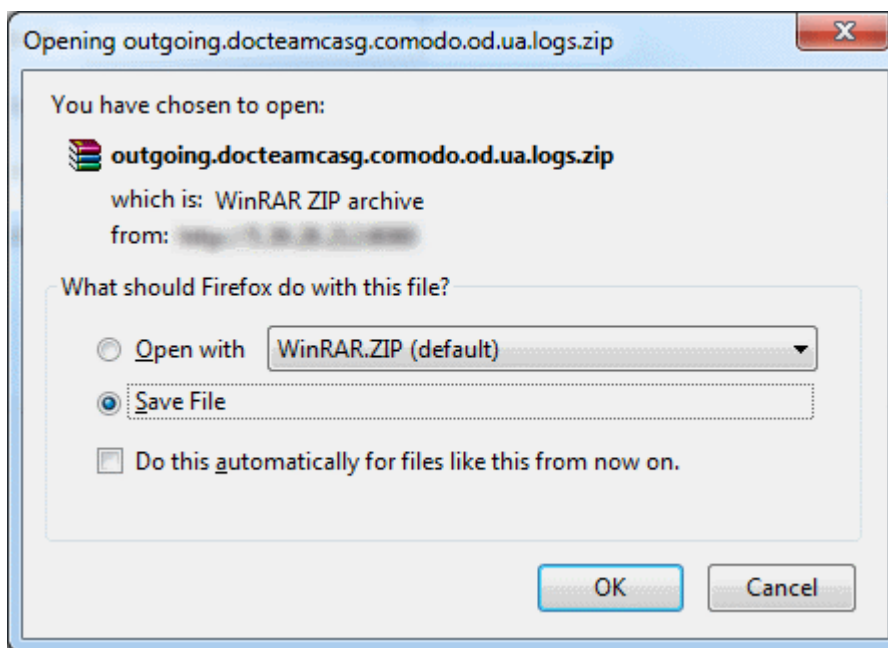 Opening outgoing.docteamcasg.comodo.od.ua.logs.zip
You have chosen to open:
outgoing.docteamcasg.comodo.od.ua.logs.zip
which is: WinRAR ZIP archive
from:
What should Firefox do with this file?
Open with WinRAR.ZIP (default)
Save File
Do this automatically for files like this from now on.
OK Cancel